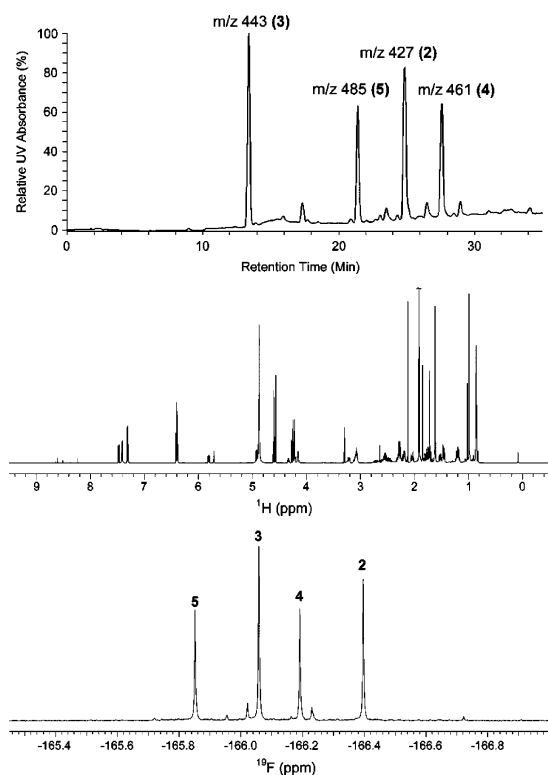 m/z 443 (3)
m/z 427 (2)
m/z 485 (5)
m/z 461 (4)
Relative UV Absorbance (%)
100
80
60
40
20
0
0 10 20 30
Retention Time (Min)
9 8 7 6 5 4 3 2 1 0
¹H (ppm)
3
2
5
4
-165.4 -165.6 -165.8 -166.0 -166.2 -166.4 -166.6 -166.8
¹⁹F (ppm)